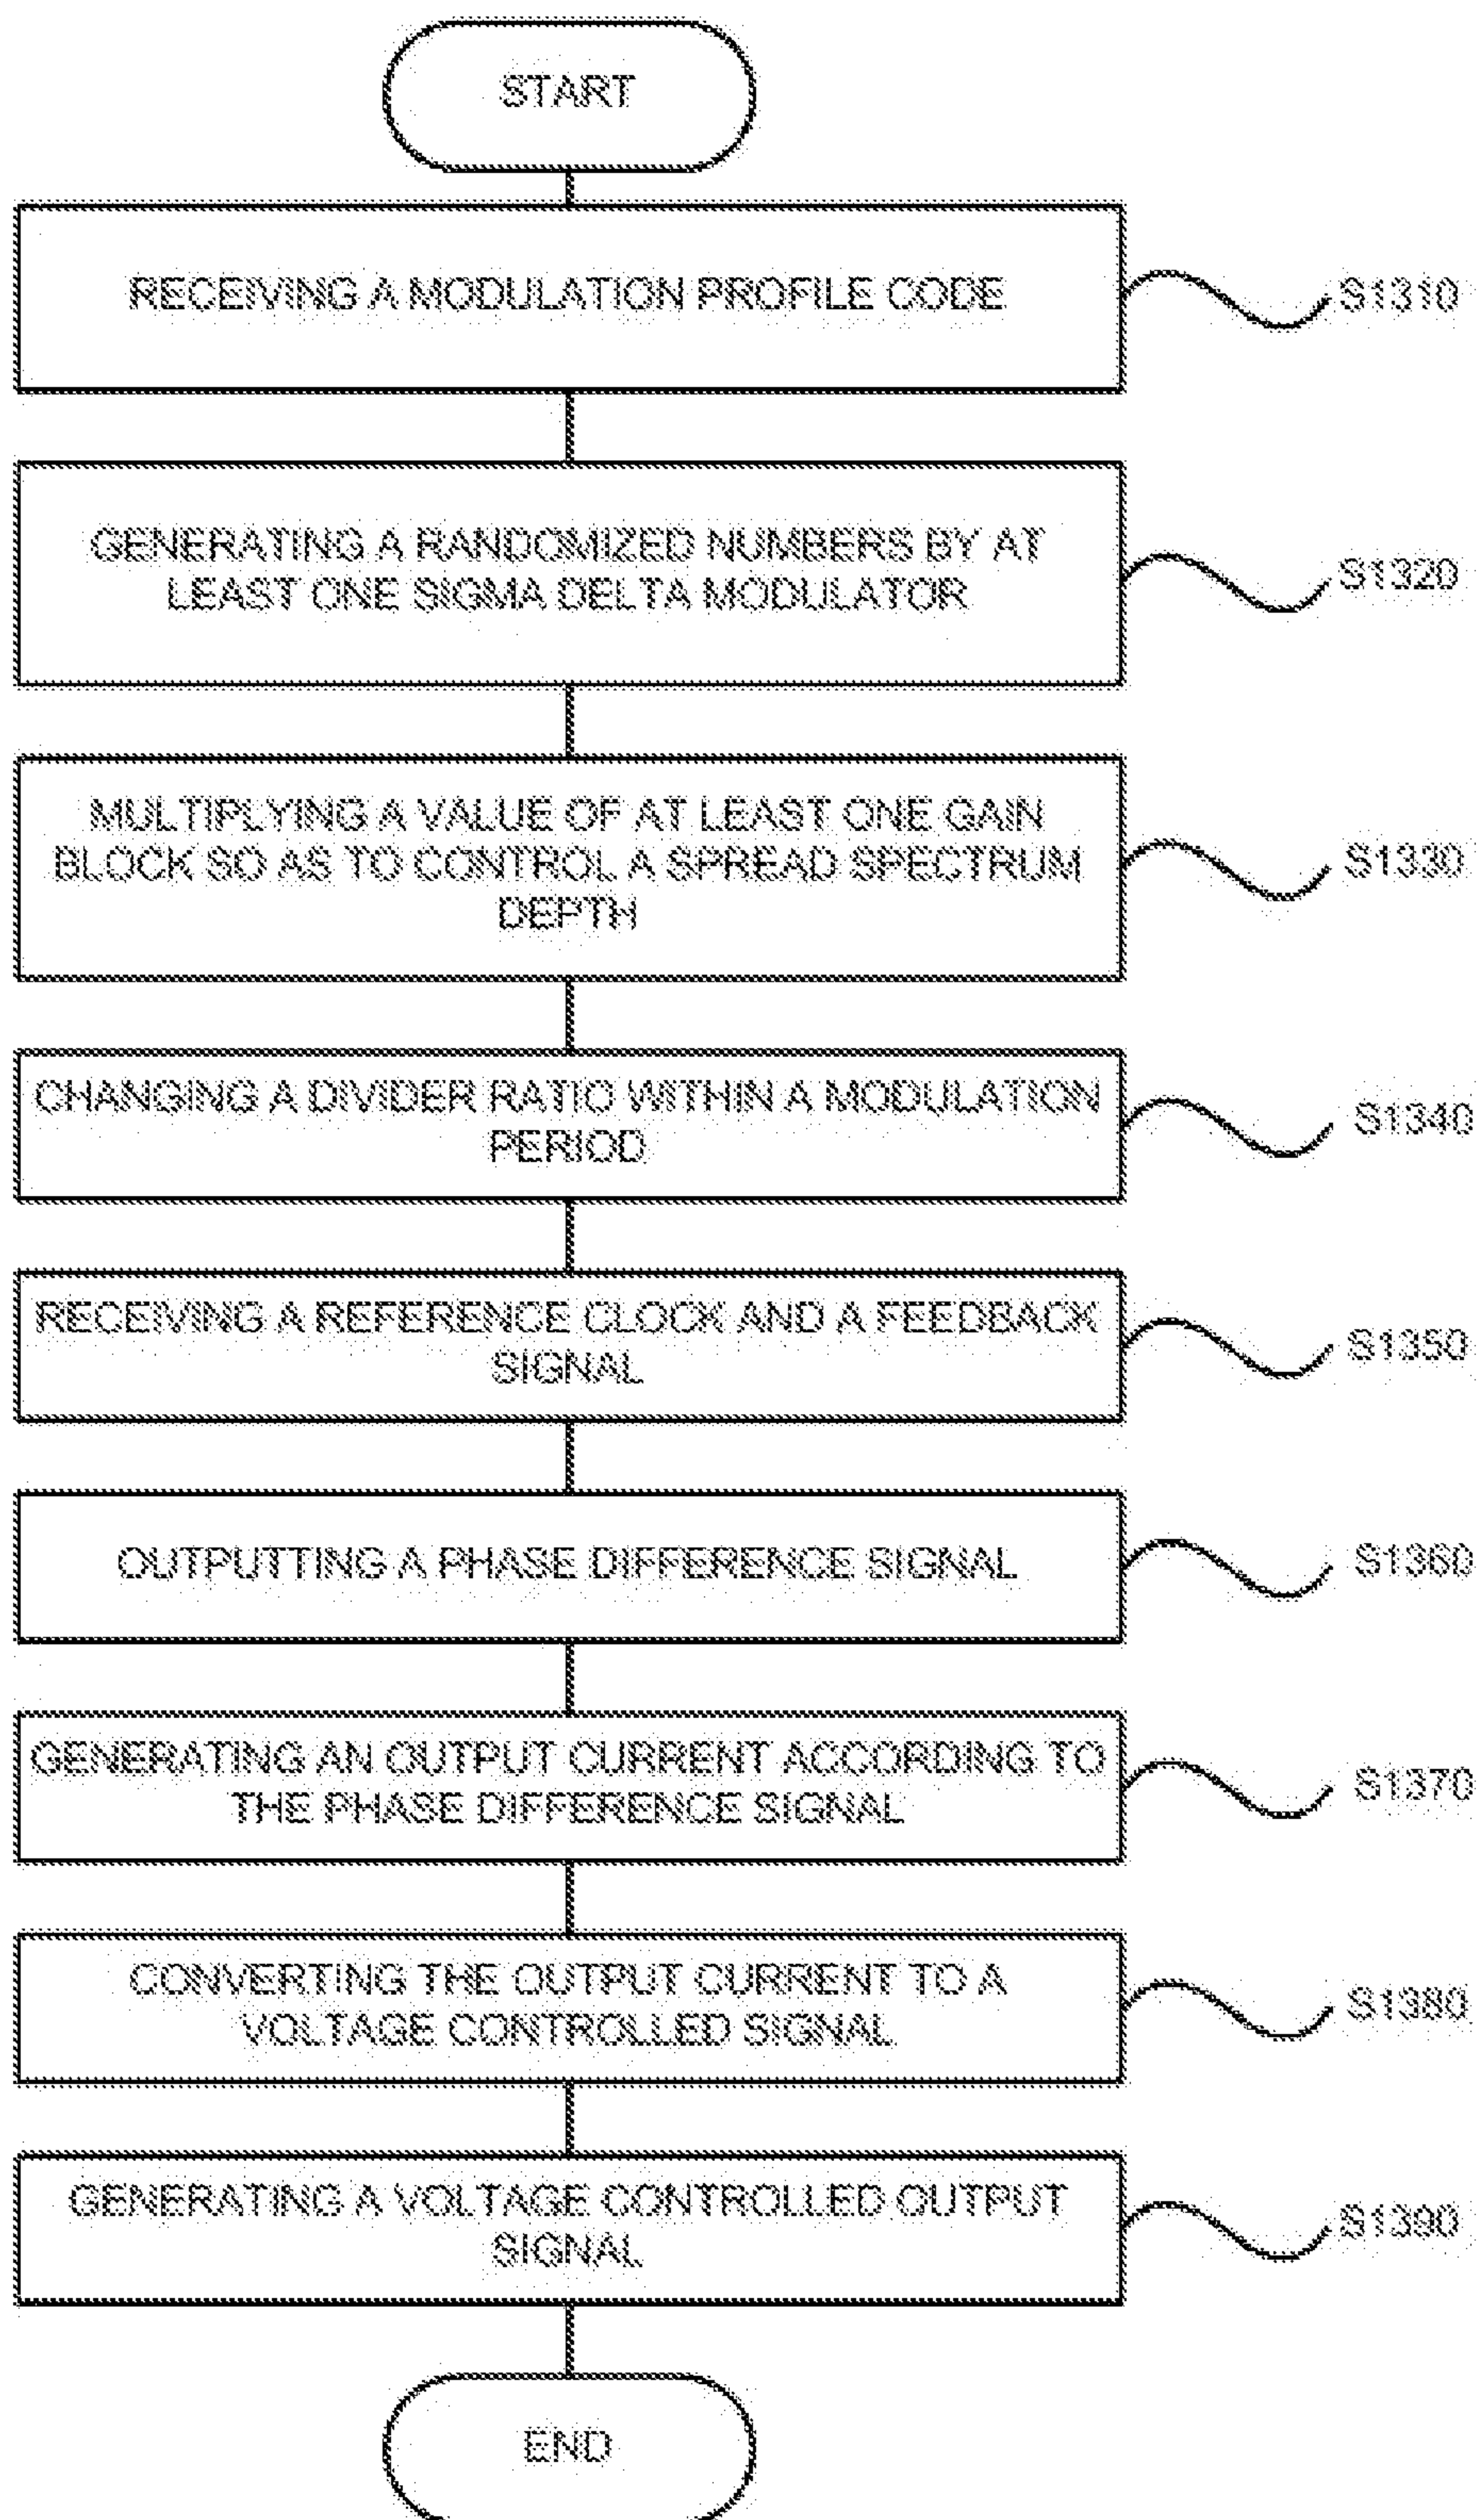 START
RECEIVING A MODULATION PROFILE CODE
S1310
GENERATING A RANDOMIZED NUMBERS BY AT
LEAST ONE SIGMA DELTA MODULATOR
S1320
MULTIPLYING A VALUE OF AT LEAST ONE GAIN
BLOCK SO AS TO CONTROL A SPREAD SPECTRUM
DEPTH
S1330
CHANGING A DIVIDER RATIO WITHIN A MODULATION
PERIOD
S1340
RECEIVING A REFERENCE CLOCK AND A FEEDBACK
SIGNAL
S1350
OUTPUTTING A PHASE DIFFERENCE SIGNAL
S1360
GENERATING AN OUTPUT CURRENT ACCORDING TO
THE PHASE DIFFERENCE SIGNAL
S1370
CONVERTING THE OUTPUT CURRENT TO A
VOLTAGE CONTROLLED SIGNAL
S1380
GENERATING A VOLTAGE CONTROLLED OUTPUT
SIGNAL
S1390
END